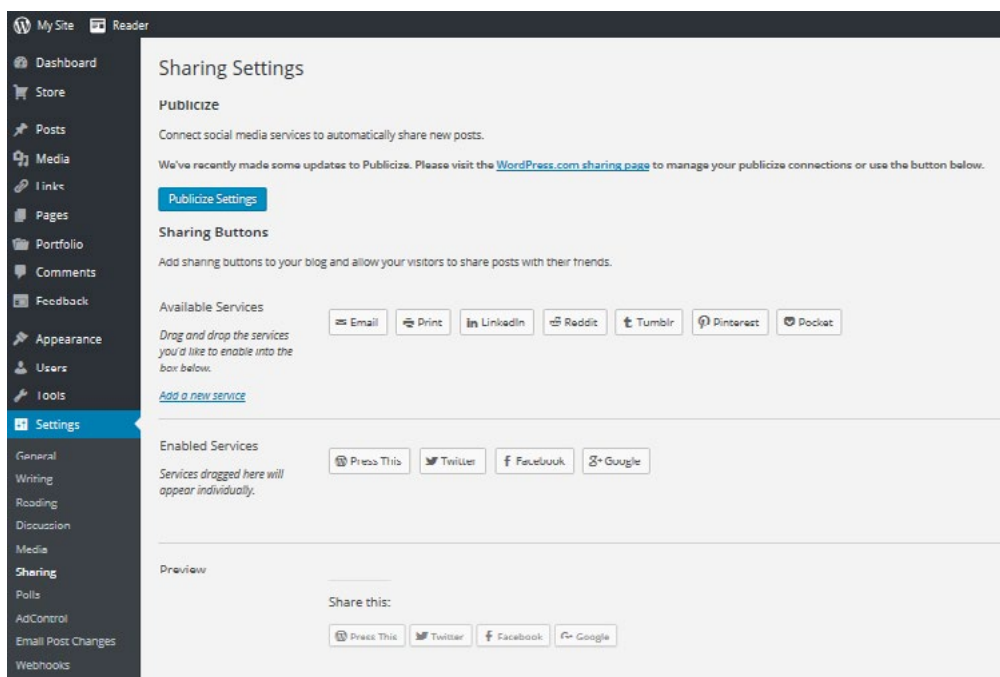 My Site Reader
Dashboard
Store
Posts
Media
Links
Pages
Portfolio
Comments
Feedback
Appearance
Users
Tools
Settings
General
Writing
Reading
Discussion
Media
Sharing
Polls
AdControl
Email Post Changes
Webhooks
Sharing Settings
Publicize
Connect social media services to automatically share new posts.
We've recently made some updates to Publicize. Please visit the WordPress.com sharing page to manage your publicize connections or use the button below.
Publicize Settings
Sharing Buttons
Add sharing buttons to your blog and allow your visitors to share posts with their friends.
Available Services
Drag and drop the services
you'd like to enable into the
box below.
Add a new service
Email Print LinkedIn Reddit Tumblr Pinterest Pocket
Enabled Services
Services dragged here will
appear individually.
Press This Twitter Facebook Google
Preview
Share this:
Press This Twitter Facebook Google